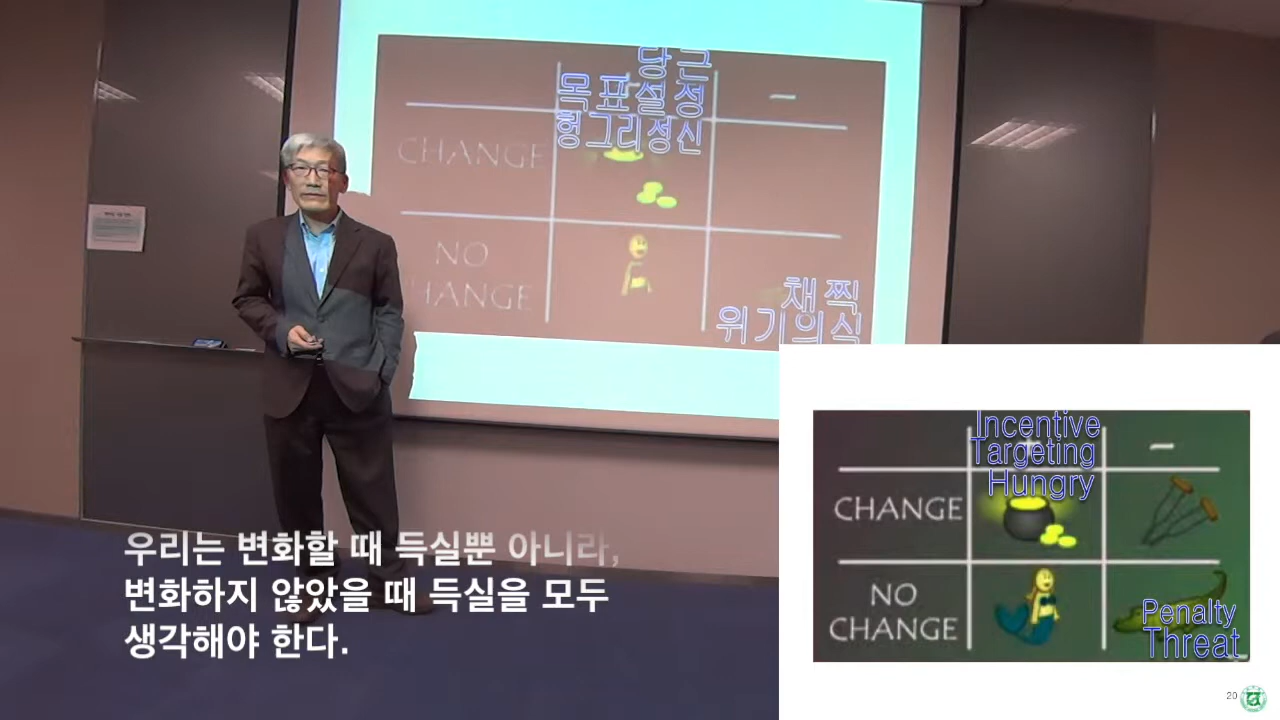 당근
목표설정
헝그리정신
CHANGE
NO
CHANGE
채찍
위기의식
Incentive
Targeting
Hungry
CHANGE
NO
CHANGE
Penalty
Threat
우리는 변화할 때 득실뿐 아니라,
변화하지 않았을 때 득실을 모두
생각해야 한다.
20